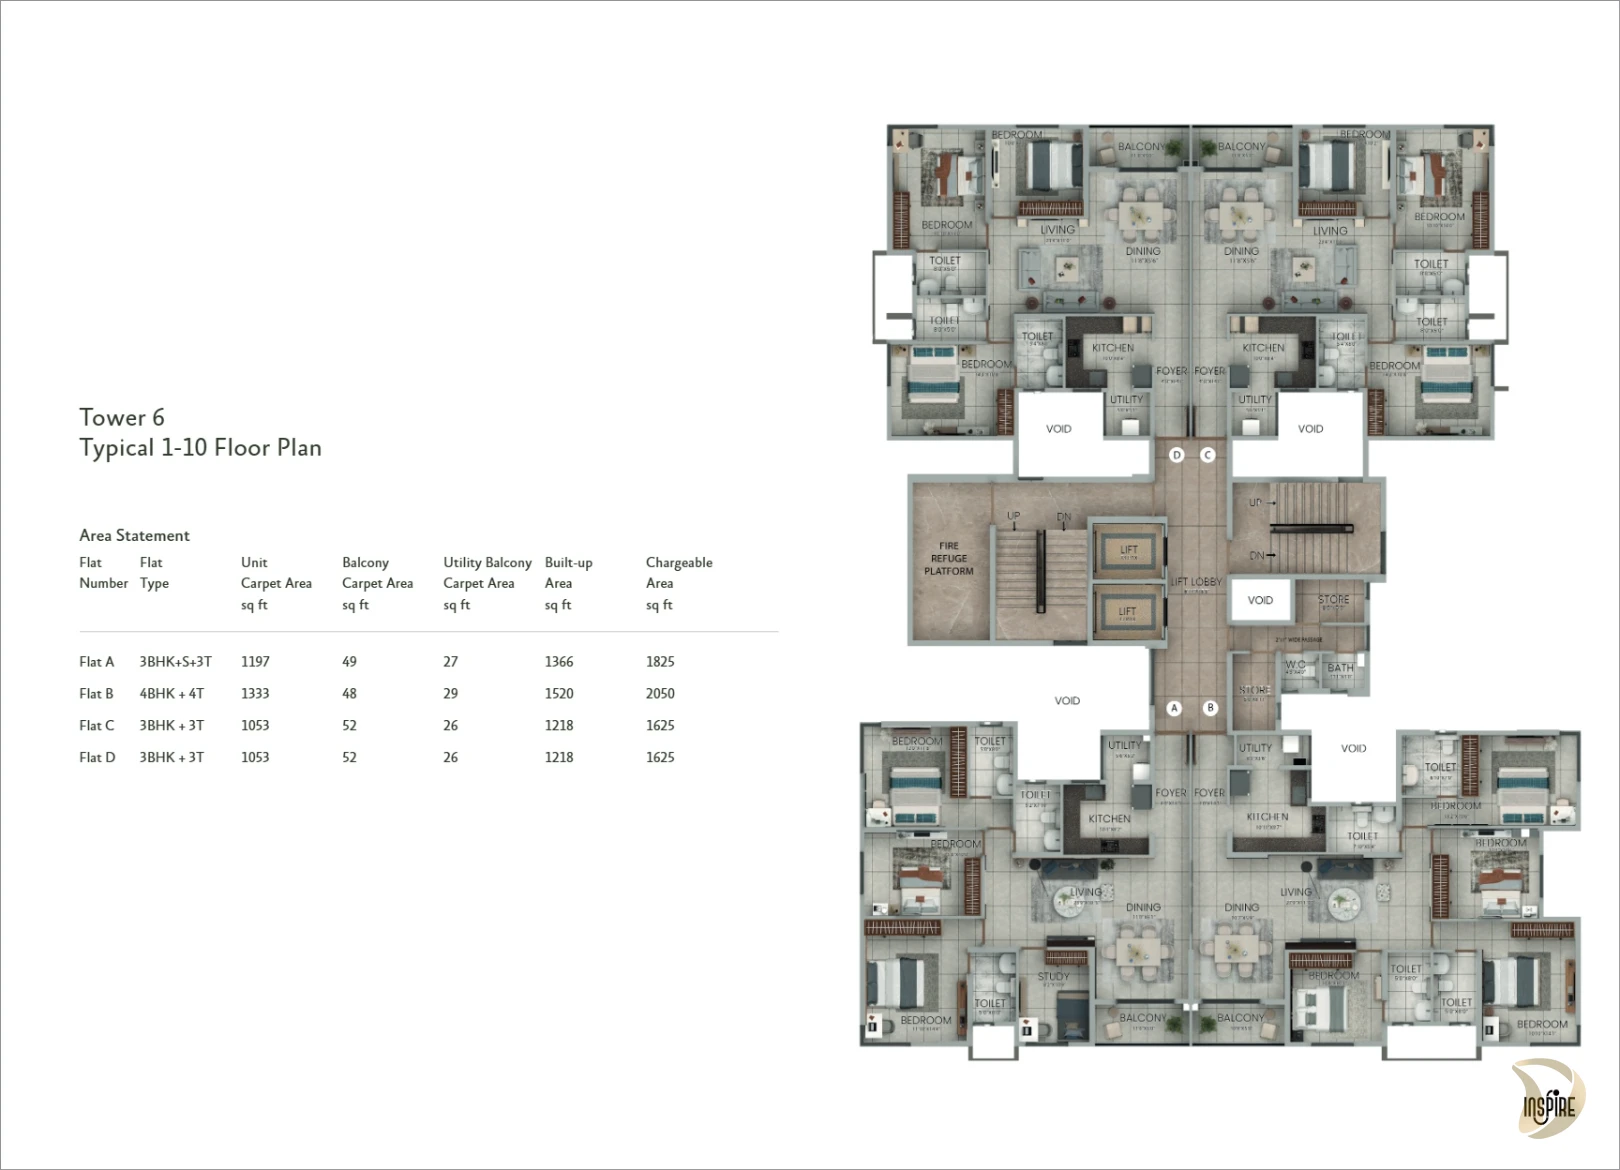 Tower 6
Typical 1-10 Floor Plan
Area Statement
Flat Number Flat Type Unit Carpet Area sq ft Balcony Carpet Area sq ft Utility Balcony Carpet Area sq ft Built-up Area sq ft Chargeable Area sq ft
Flat A 3BHK+S+3T 1197 49 27 1366 1825
Flat B 4BHK + 4T 1333 48 29 1520 2050
Flat C 3BHK + 3T 1053 52 26 1218 1625
Flat D 3BHK + 3T 1053 52 26 1218 1625
BEDROOM BEDROOM
BALCONY BALCONY
BEDROOM BEDROOM
LIVING LIVING
DINING DINING
TOILET TOILET
TOILET TOILET
TOILET TOILET
KITCHEN KITCHEN
BEDROOM BEDROOM
FOYER FOYER
UTILITY UTILITY
VOID VOID
D C
UP
UP DN
FIRE
REFUGE
PLATFORM
LIFT
DN
LIFT LOBBY
VOID STORE
LIFT
2'11" WIDE PASSAGE
W.C BATH
STORE
VOID
A B
BEDROOM TOILET
UTILITY UTILITY
VOID
TOILET
TOILET
FOYER FOYER
BEDROOM
KITCHEN KITCHEN
TOILET
BEDROOM BEDROOM
LIVING LIVING
DINING DINING
STUDY
BEDROOM
TOILET
TOILET TOILET
BEDROOM BALCONY BALCONY BEDROOM
INSPIRE